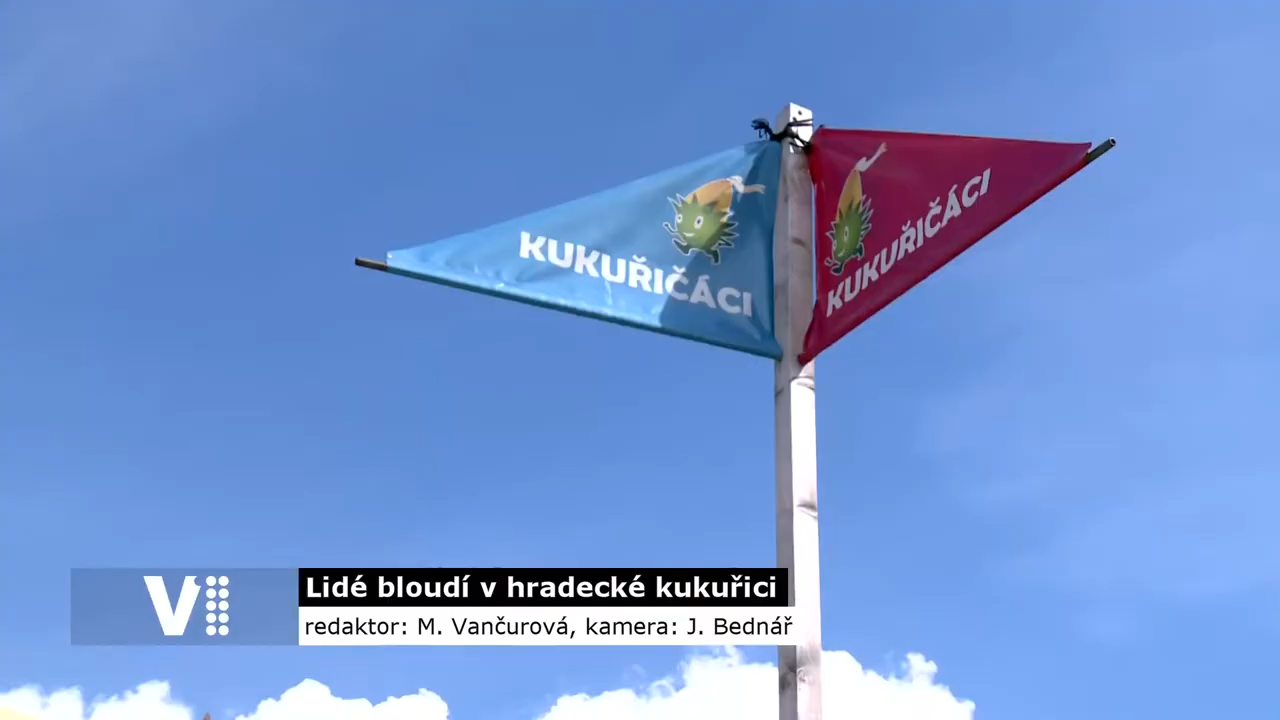 KUKUŘIČÁCI
KUKUŘIČÁCI
V
Lidé bloudí v hradecké kukuřici
redaktor: M. Vančurová, kamera: J. Bednář